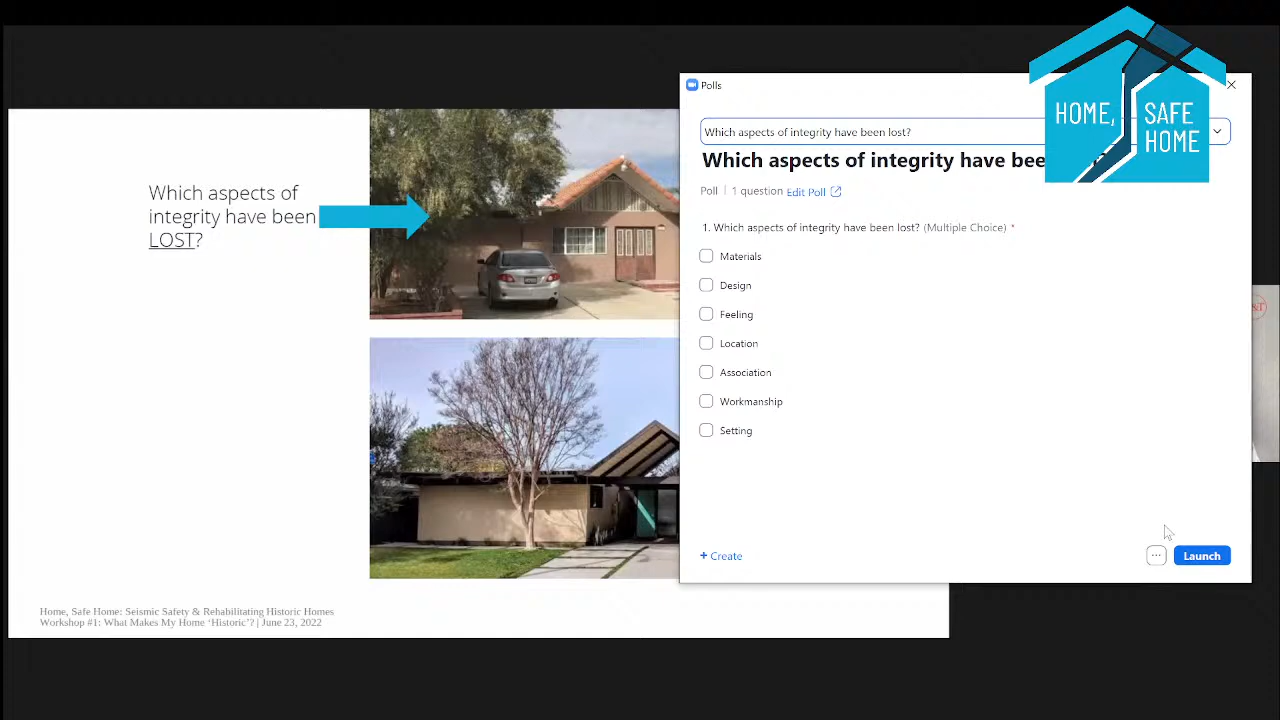 Which aspects of
integrity have been
LOST?
Home, Safe Home: Seismic Safety & Rehabilitating Historic Homes
Workshop #1: What Makes My Home 'Historic'? | June 23, 2022
Polls
Which aspects of integrity have been lost?
Which aspects of integrity have bee
Poll | 1 question Edit Poll
1. Which aspects of integrity have been lost? (Multiple Choice) *
Materials
Design
Feeling
Location
Association
Workmanship
Setting
+ Create
... Launch
HOME, SAFE
HOME